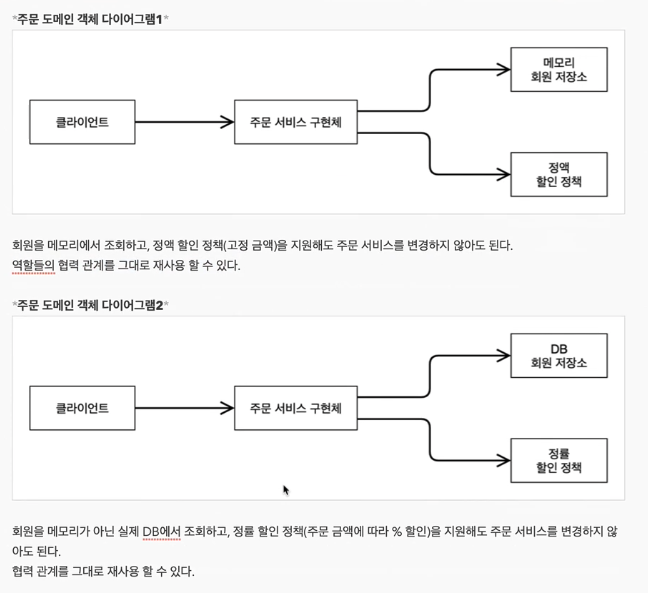 *주문 도메인 객체 다이어그램1*
클라이언트
주문 서비스 구현체
메모리
회원 저장소
정액
할인 정책
회원을 메모리에서 조회하고, 정액 할인 정책(고정 금액)을 지원해도 주문 서비스를 변경하지 않아도 된다.
역할들의 협력 관계를 그대로 재사용 할 수 있다.
*주문 도메인 객체 다이어그램2*
클라이언트
주문 서비스 구현체
DB
회원 저장소
정률
할인 정책
회원을 메모리가 아닌 실제 DB에서 조회하고, 정률 할인 정책(주문 금액에 따라 % 할인)을 지원해도 주문 서비스를 변경하지 않
아도 된다.
협력 관계를 그대로 재사용 할 수 있다.